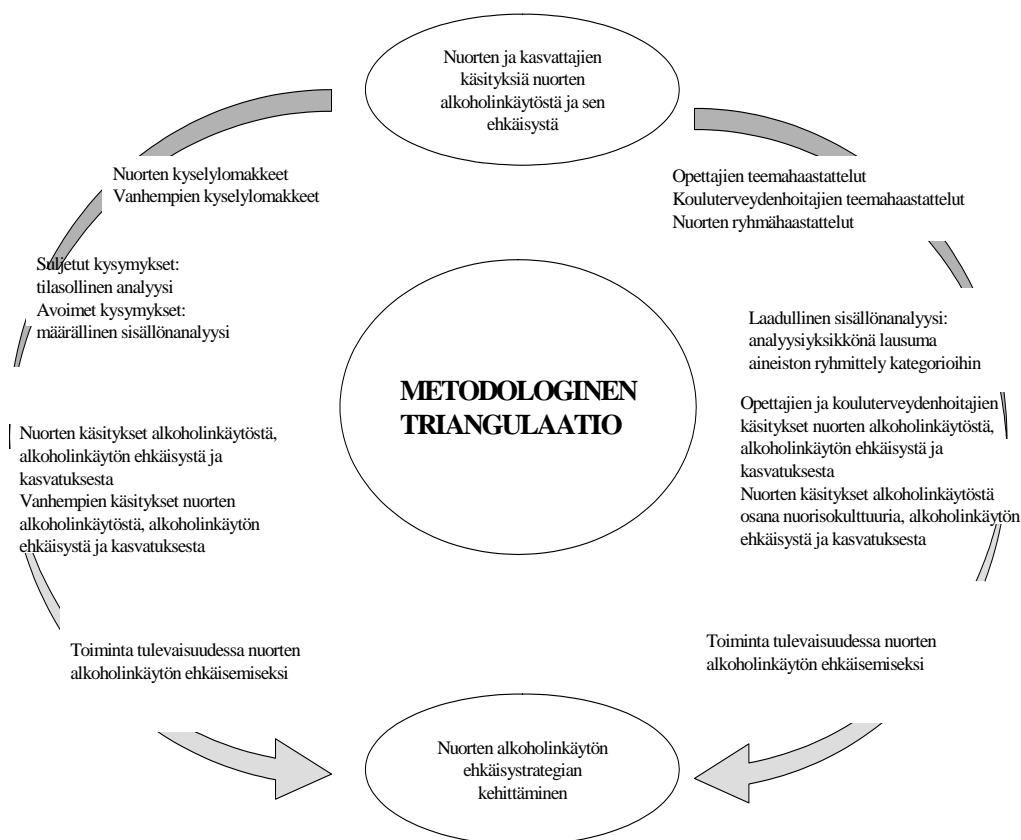 Nuorten ja kasvattajien
käsityksiä nuorten
alkoholinkäytöstä ja sen
ehkäisystä
Nuorten kyselylomakkeet
Vanhempien kyselylomakkeet
Suljetut kysymykset:
tilasollinen analyysi
Avoimet kysymykset:
määrällinen sisällönanalyysi
Nuorten käsitykset alkoholinkäytöstä,
alkoholinkäytön ehkäisystä ja
kasvatuksesta
Vanhempien käsitykset nuorten
alkoholinkäytöstä, alkoholinkäytön
ehkäisystä ja kasvatuksesta
Toiminta tulevaisuudessa nuorten
alkoholinkäytön ehkäisemiseksi
METODOLOGINEN
TRIANGULAATIO
Opettajien teemahaastattelut
Kouluterveydenhoitajien teemahaastattelut
Nuorten ryhmähaastattelut
Laadullinen sisällönanalyysi:
analyysiyksikkönä lausuma
aineiston ryhmittely kategorioihin
Opettajien ja kouluterveydenhoitajien
käsitykset nuorten alkoholinkäytöstä,
alkoholinkäytön ehkäisystä ja
kasvatuksesta
Nuorten käsitykset alkoholinkäytöstä
osana nuorisokulttuuria, alkoholinkäytön
ehkäisystä ja kasvatuksesta
Toiminta tulevaisuudessa nuorten
alkoholinkäytön ehkäisemiseksi
Nuorten alkoholinkäytön
ehkäisystrategian
kehittäminen